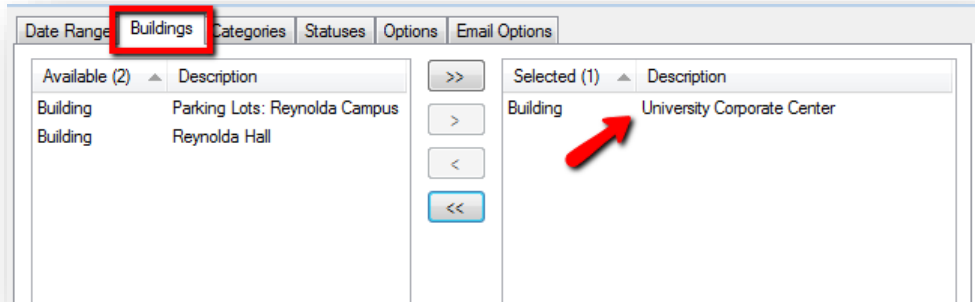 Date Range Buildings Categories Statuses Options Email Options
Available (2) Description
Building Parking Lots: Reynolda Campus
Building Reynolda Hall
>>
>
<
<<
Selected (1) Description
Building University Corporate Center